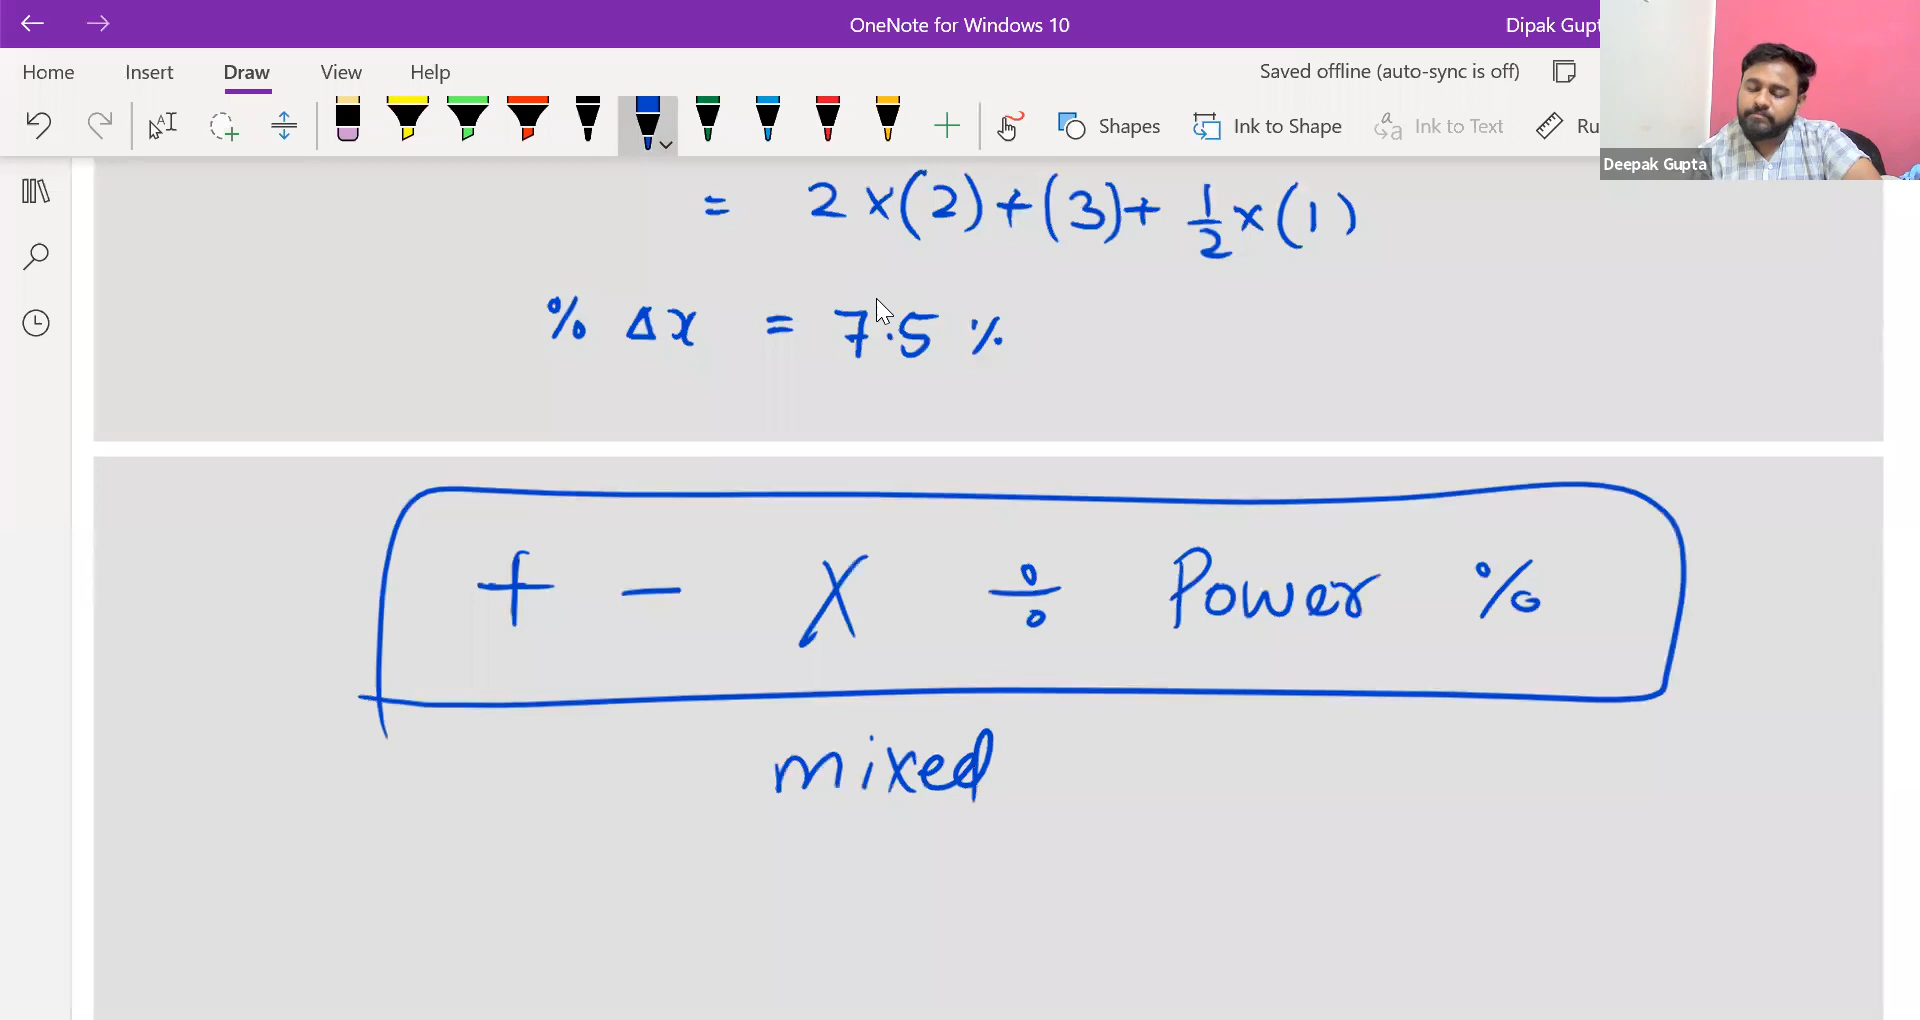 OneNote for Windows 10
Dipak Gupt
Home Insert Draw View Help
Saved offline (auto-sync is off)
Shapes Ink to Shape Ink to Text Ru
Deepak Gupta
= 2 x (2) + (3) + 1/2 x (1)
% Δx = 7.5 %
+ - X ÷ Power %
mixed